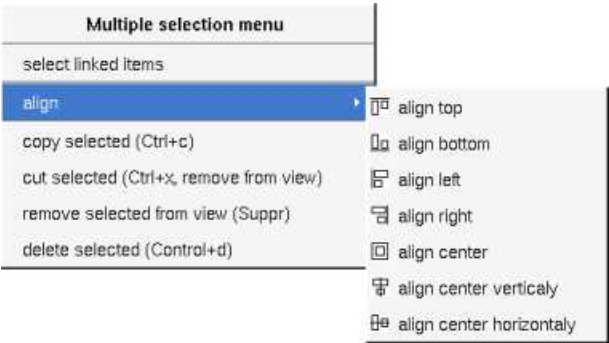 Multiple selection menu
select linked items
align
copy selected (Ctrl+c)
cut selected (Ctrl+x, remove from view)
remove selected from view (Suppr)
delete selected (Control+d)
align top
align bottom
align left
align right
align center
align center verticaly
align center horizontaly